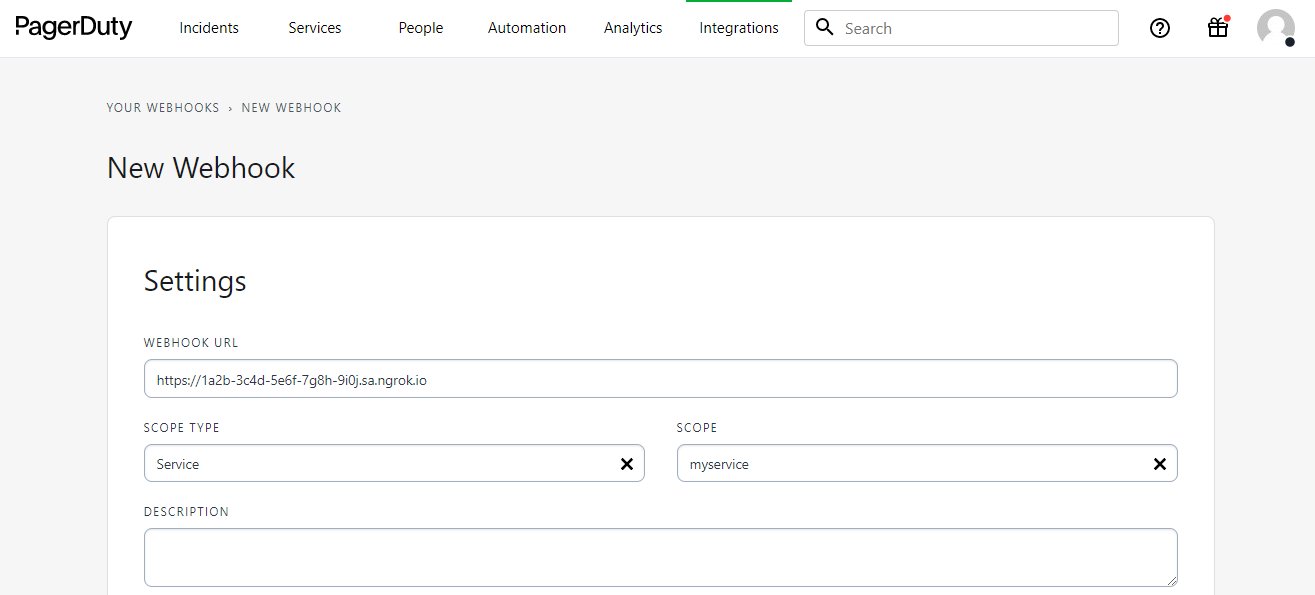 PagerDuty Incidents Services People Automation Analytics Integrations Search
YOUR WEBHOOKS › NEW WEBHOOK
New Webhook
Settings
WEBHOOK URL
https://1a2b-3c4d-5e6f-7g8h-9i0j.sa.ngrok.io
SCOPE TYPE SCOPE
Service myservice
DESCRIPTION